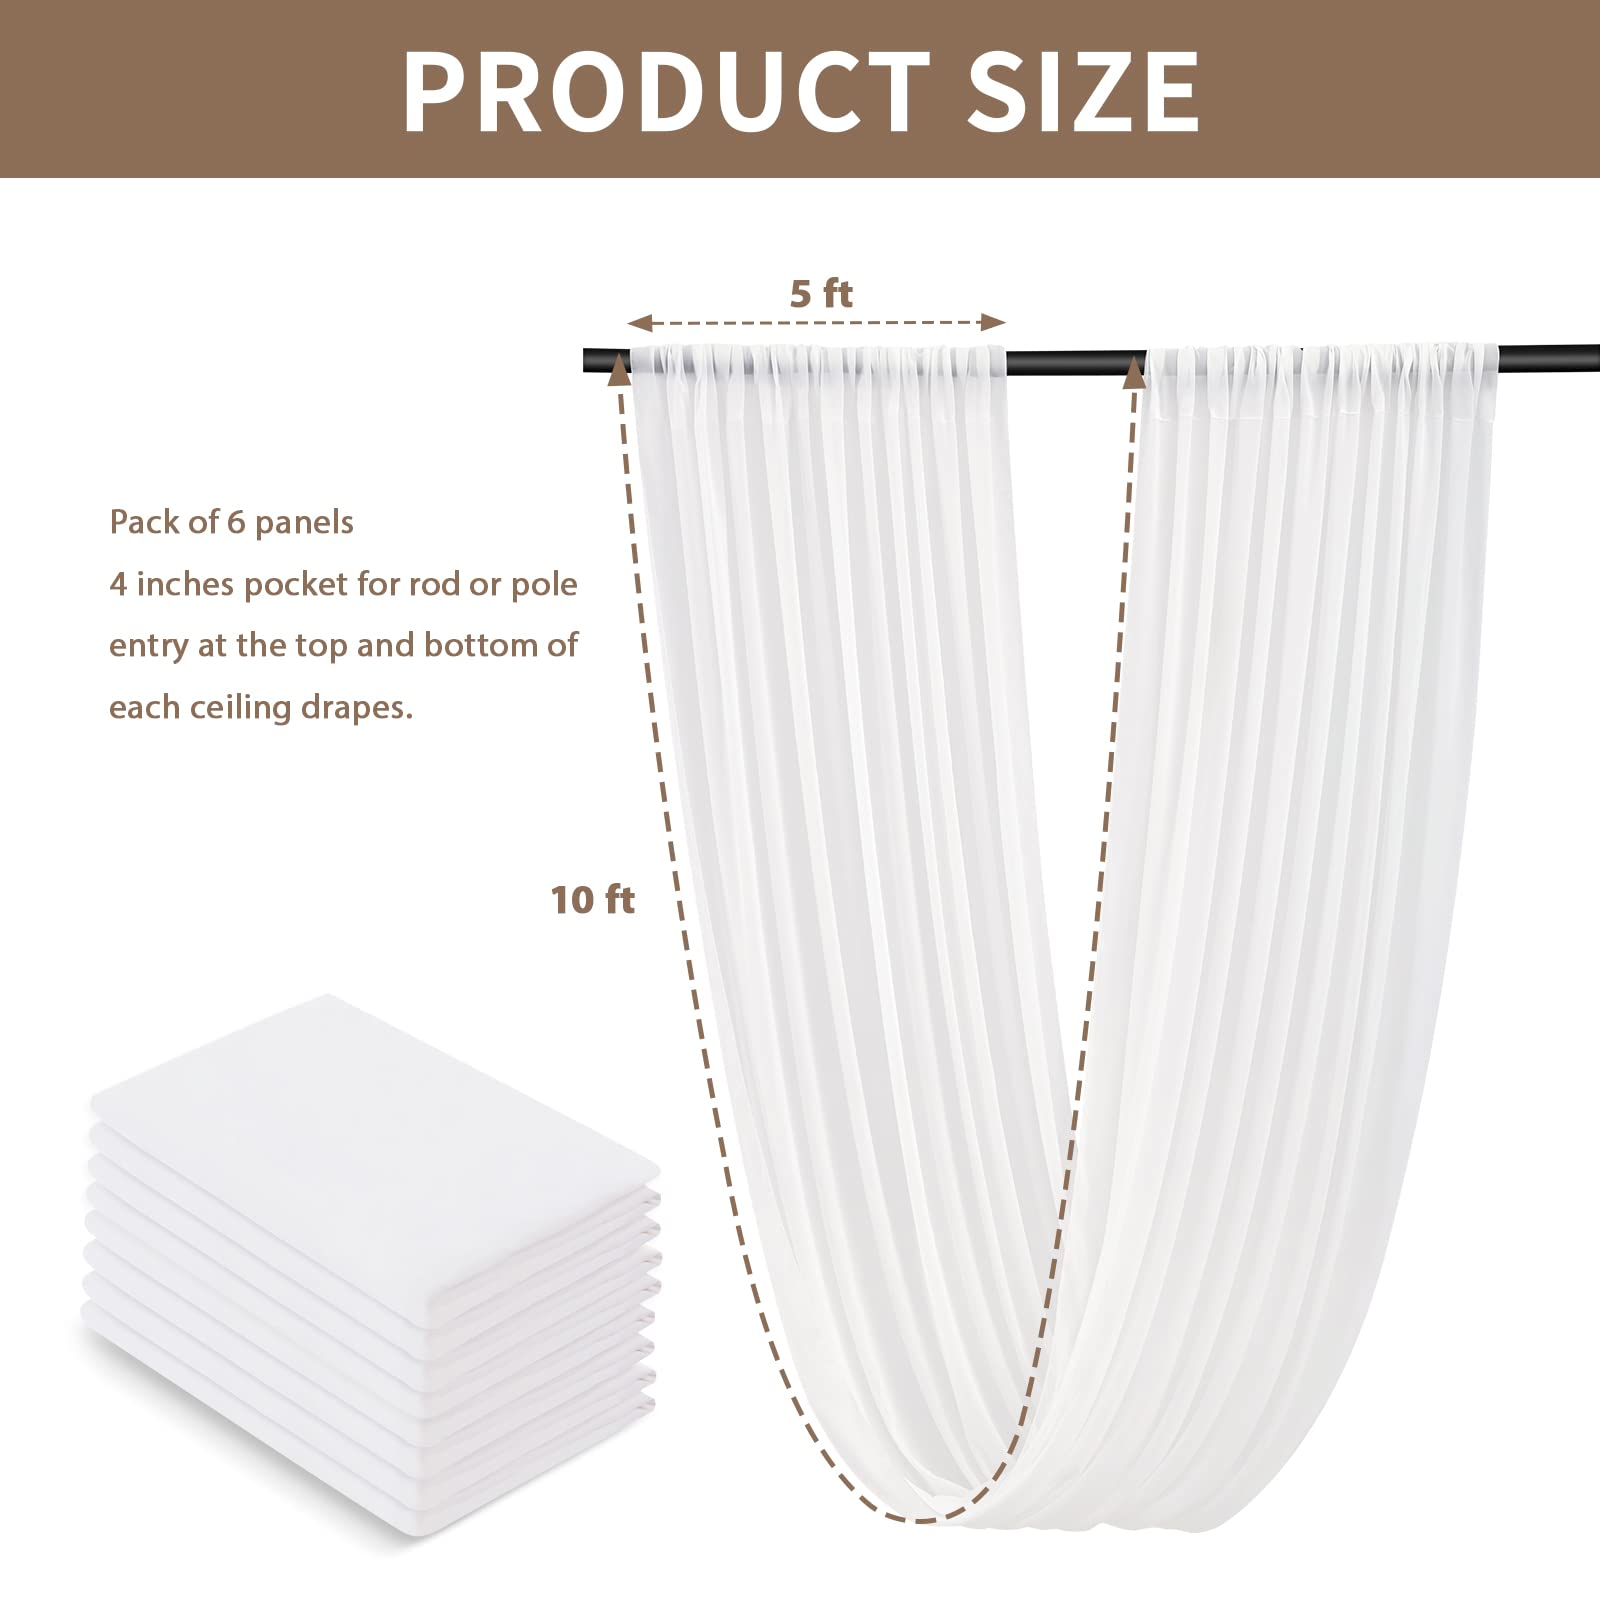 PRODUCT SIZE
5 ft
Pack of 6 panels
4 inches pocket for rod or pole
entry at the top and bottom of
each ceiling drapes.
10 ft